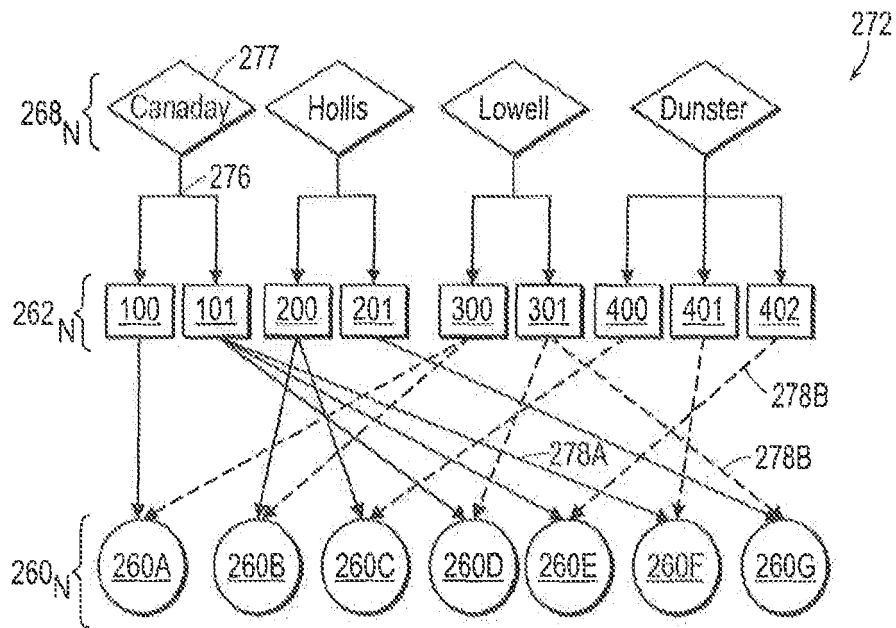 272
277
268N
Canaday
Hollis
Lowell
Dunster
276
262N
100
101
200
201
300
301
400
401
402
278B
278A
278B
260N
260A
260B
260C
260D
260E
260F
260G